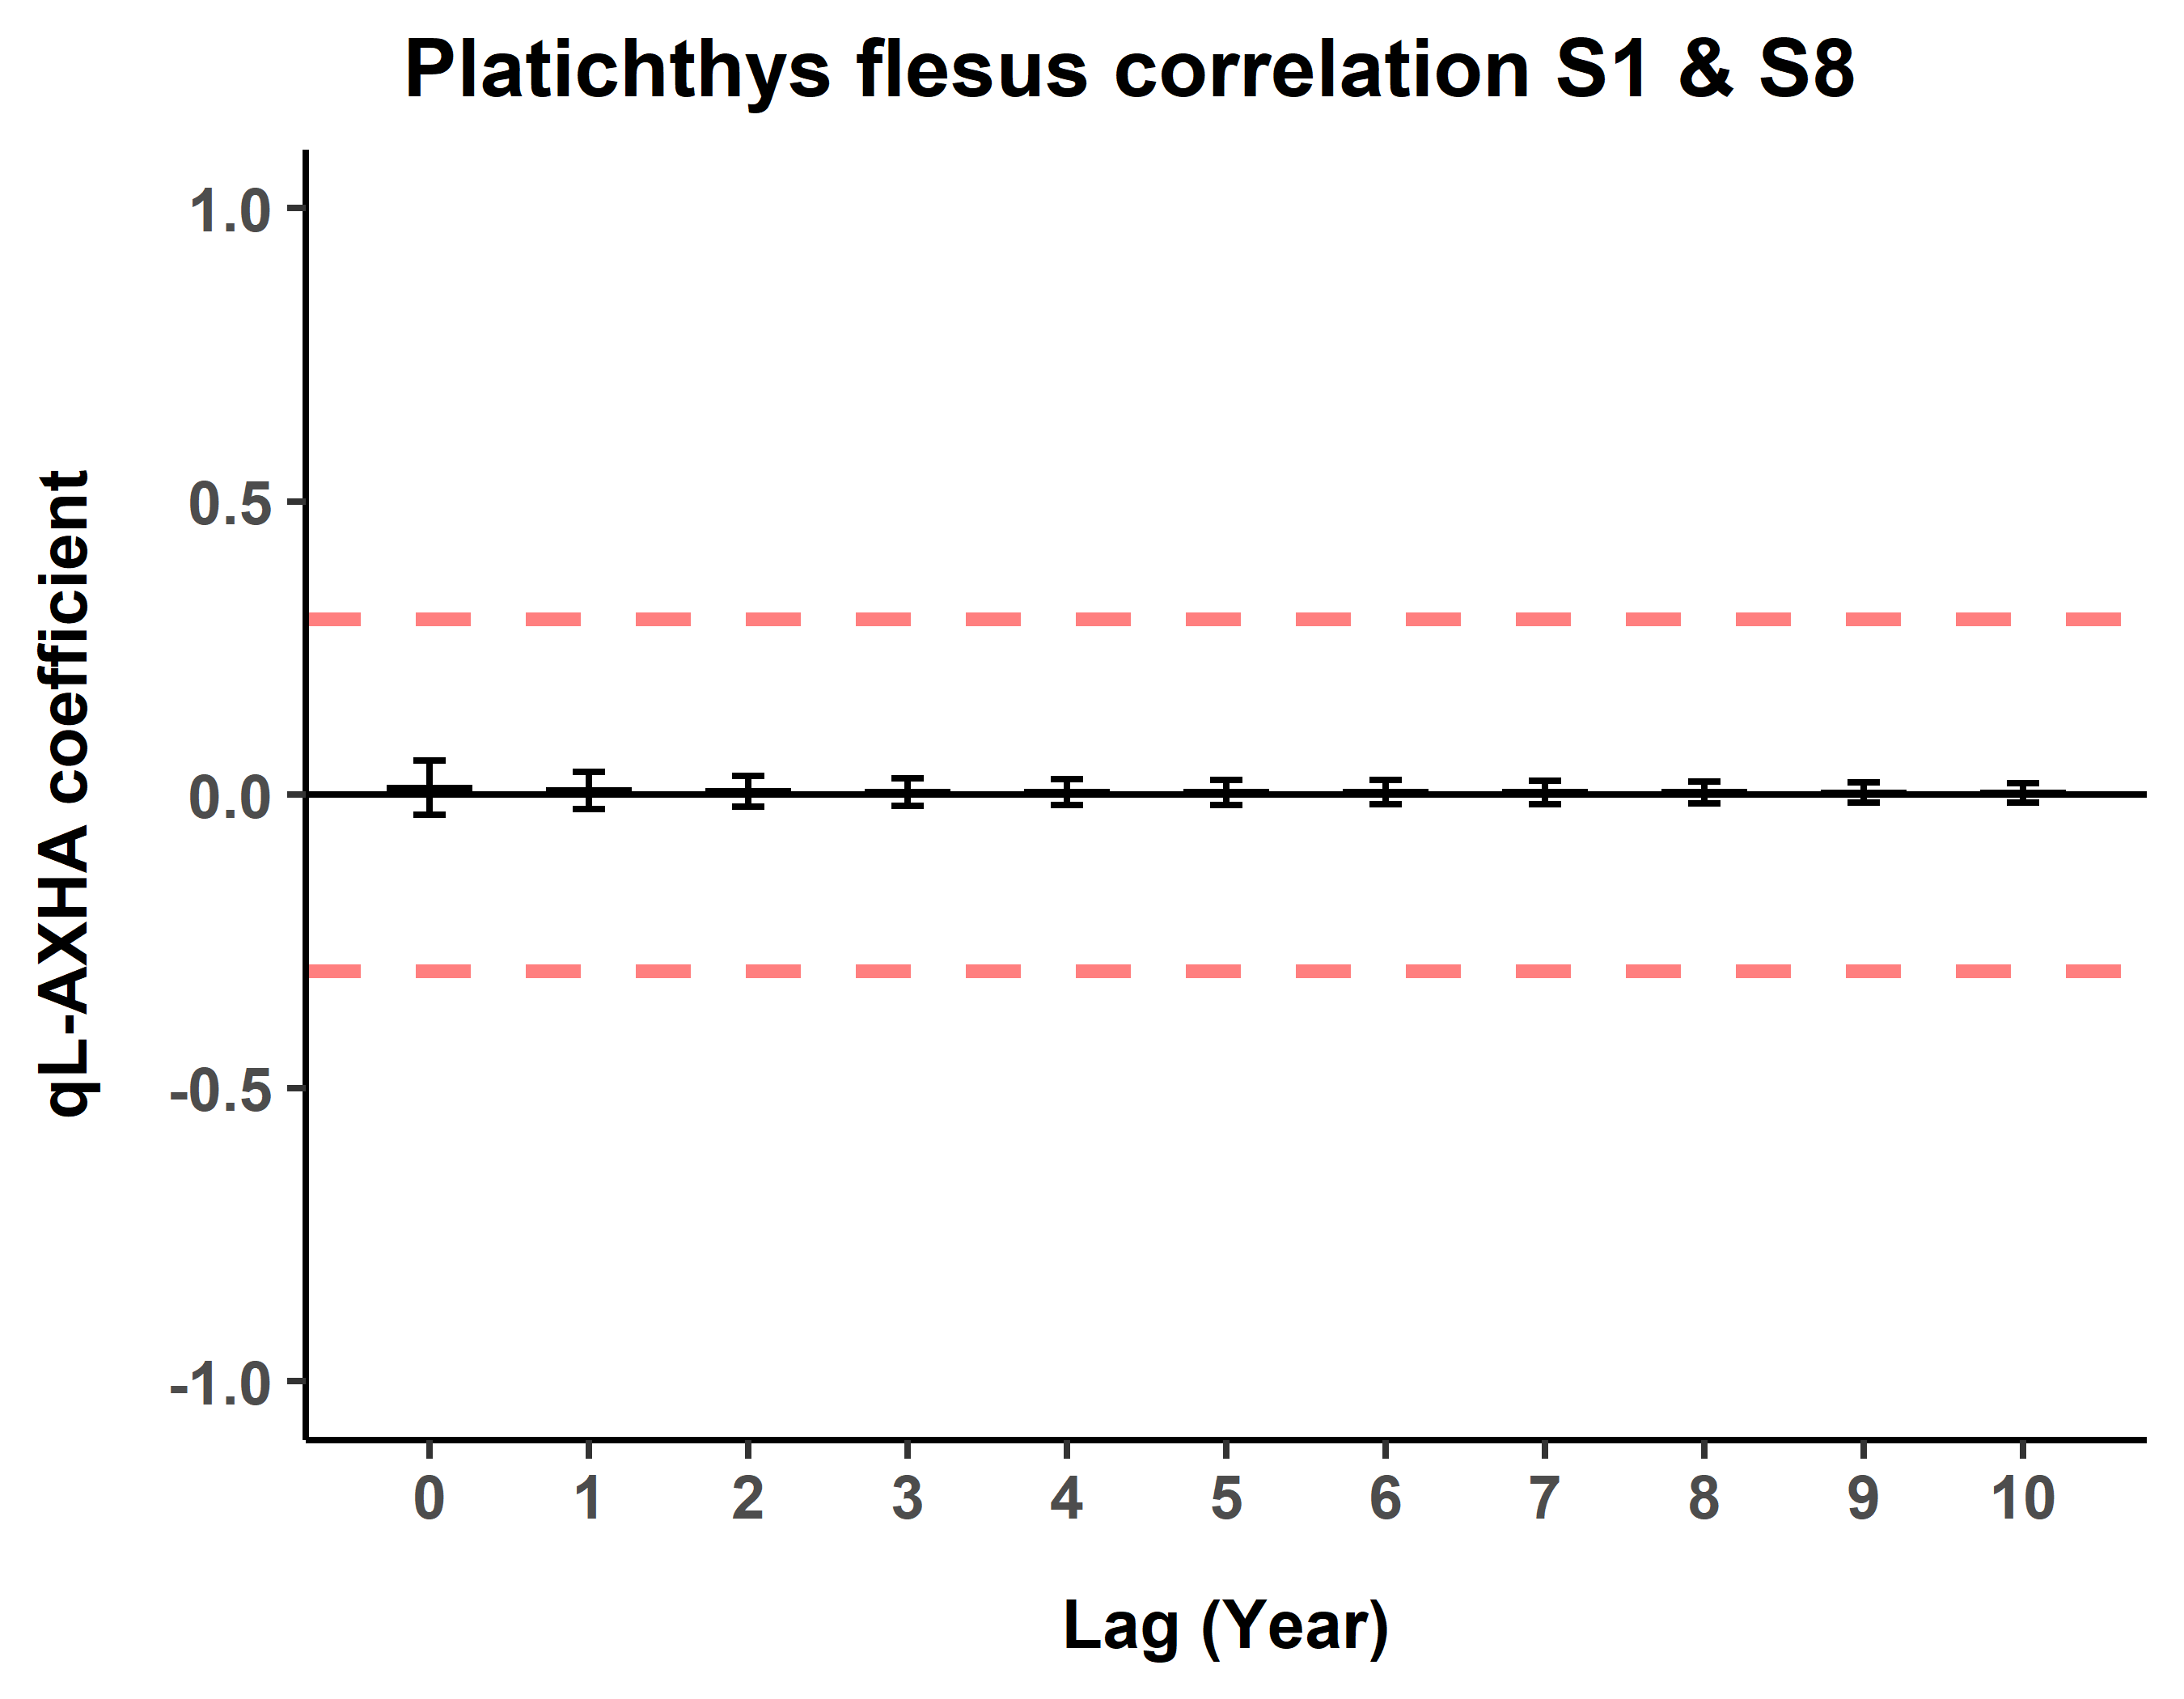 Platichthys flesus correlation S1 & S8
qL-AXHA coefficient
1.0
0.5
0.0
-0.5
-1.0
0 1 2 3 4 5 6 7 8 9 10
Lag (Year)